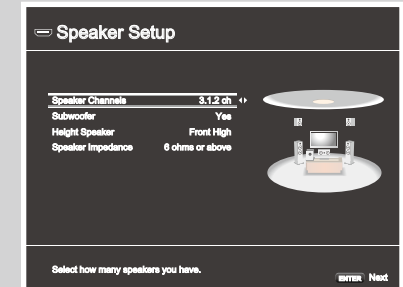 Speaker Setup
Speaker Channels 3.1.2 ch
Subwoofer Yes
Height Speaker Front High
Speaker Impedance 6 ohms or above
Select how many speakers you have.
ENTER Next